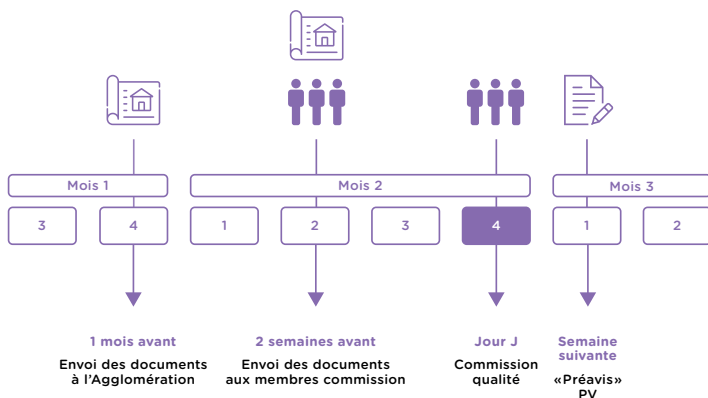 Mois 1
Mois 2
Mois 3
3
4
1
2
3
4
1
2
1 mois avant
Envoi des documents
à l’Agglomération
2 semaines avant
Envoi des documents
aux membres commission
Jour J
Commission
qualité
Semaine
suivante
«Préavis»
PV